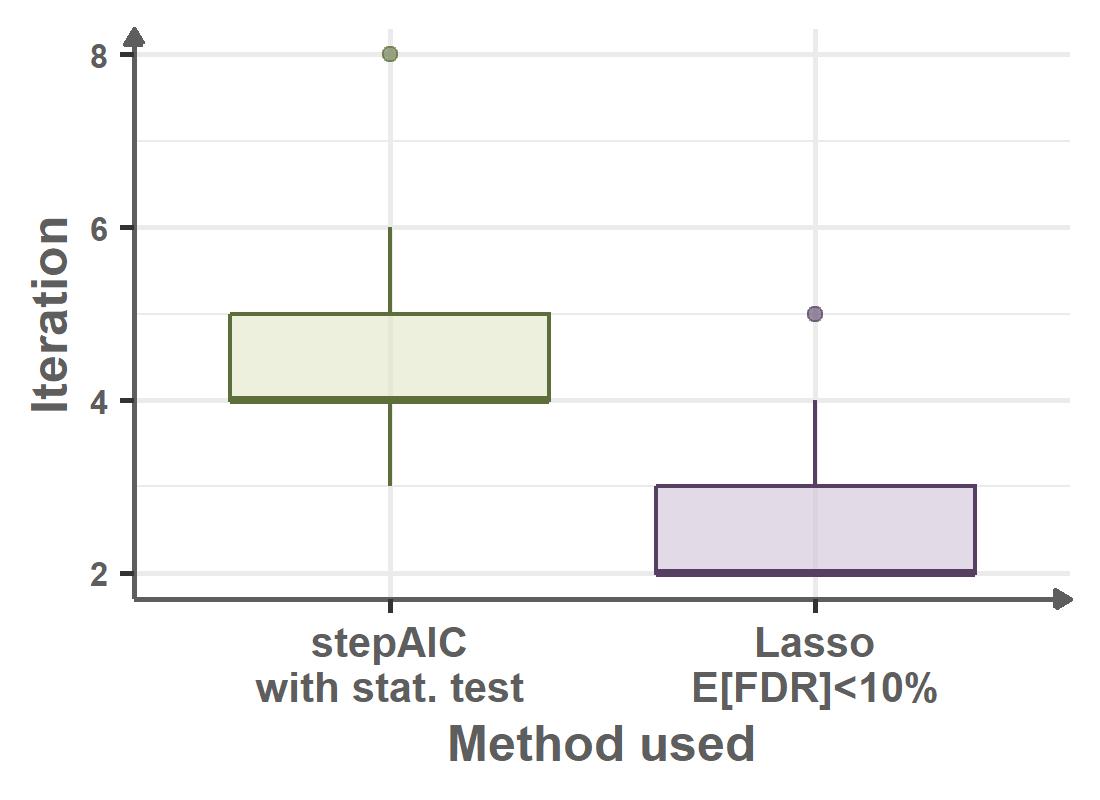 8
6
4
2
Iteration
stepAIC
with stat. test
Lasso
E[FDR]<10%
Method used